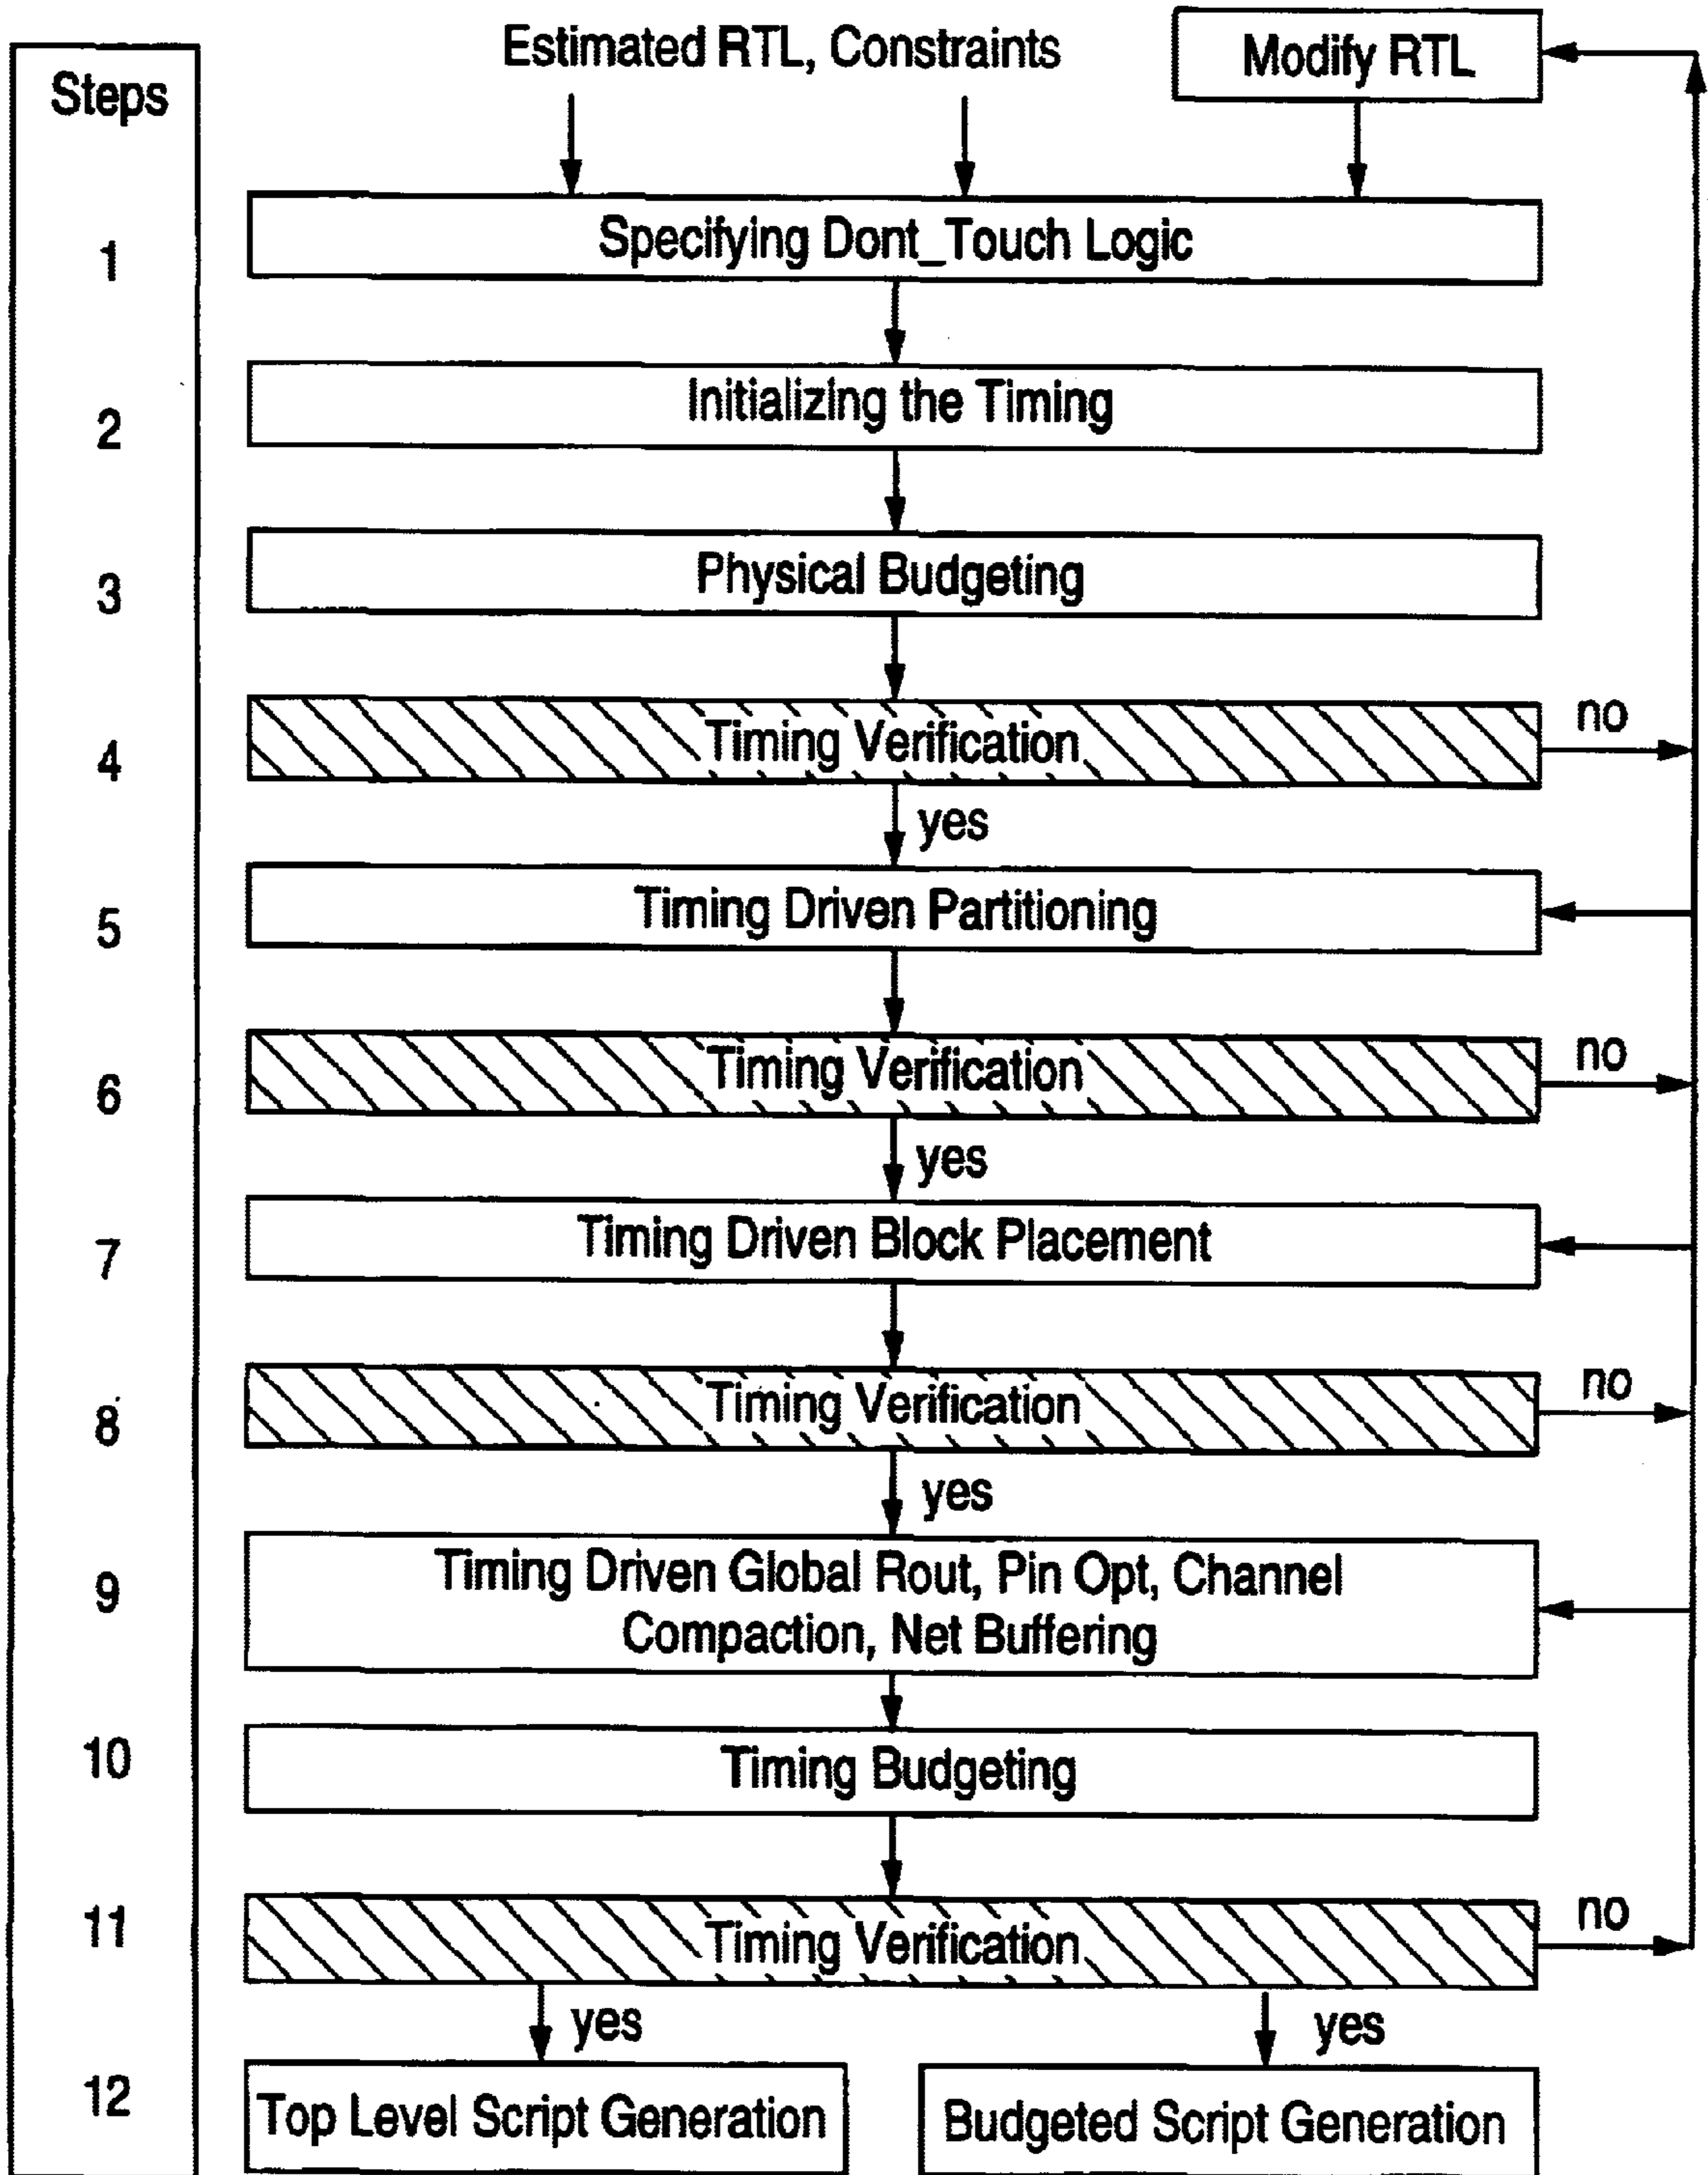 Estimated RTL, Constraints
Modify RTL
Steps
1
Specifying Dont_Touch Logic
2
Initializing the Timing
3
Physical Budgeting
4
Timing Verification
no
yes
5
Timing Driven Partitioning
6
Timing Verification
no
yes
7
Timing Driven Block Placement
8
Timing Verification
no
yes
9
Timing Driven Global Rout, Pin Opt, Channel
Compaction, Net Buffering
10
Timing Budgeting
11
Timing Verification
no
yes
yes
12
Top Level Script Generation
Budgeted Script Generation